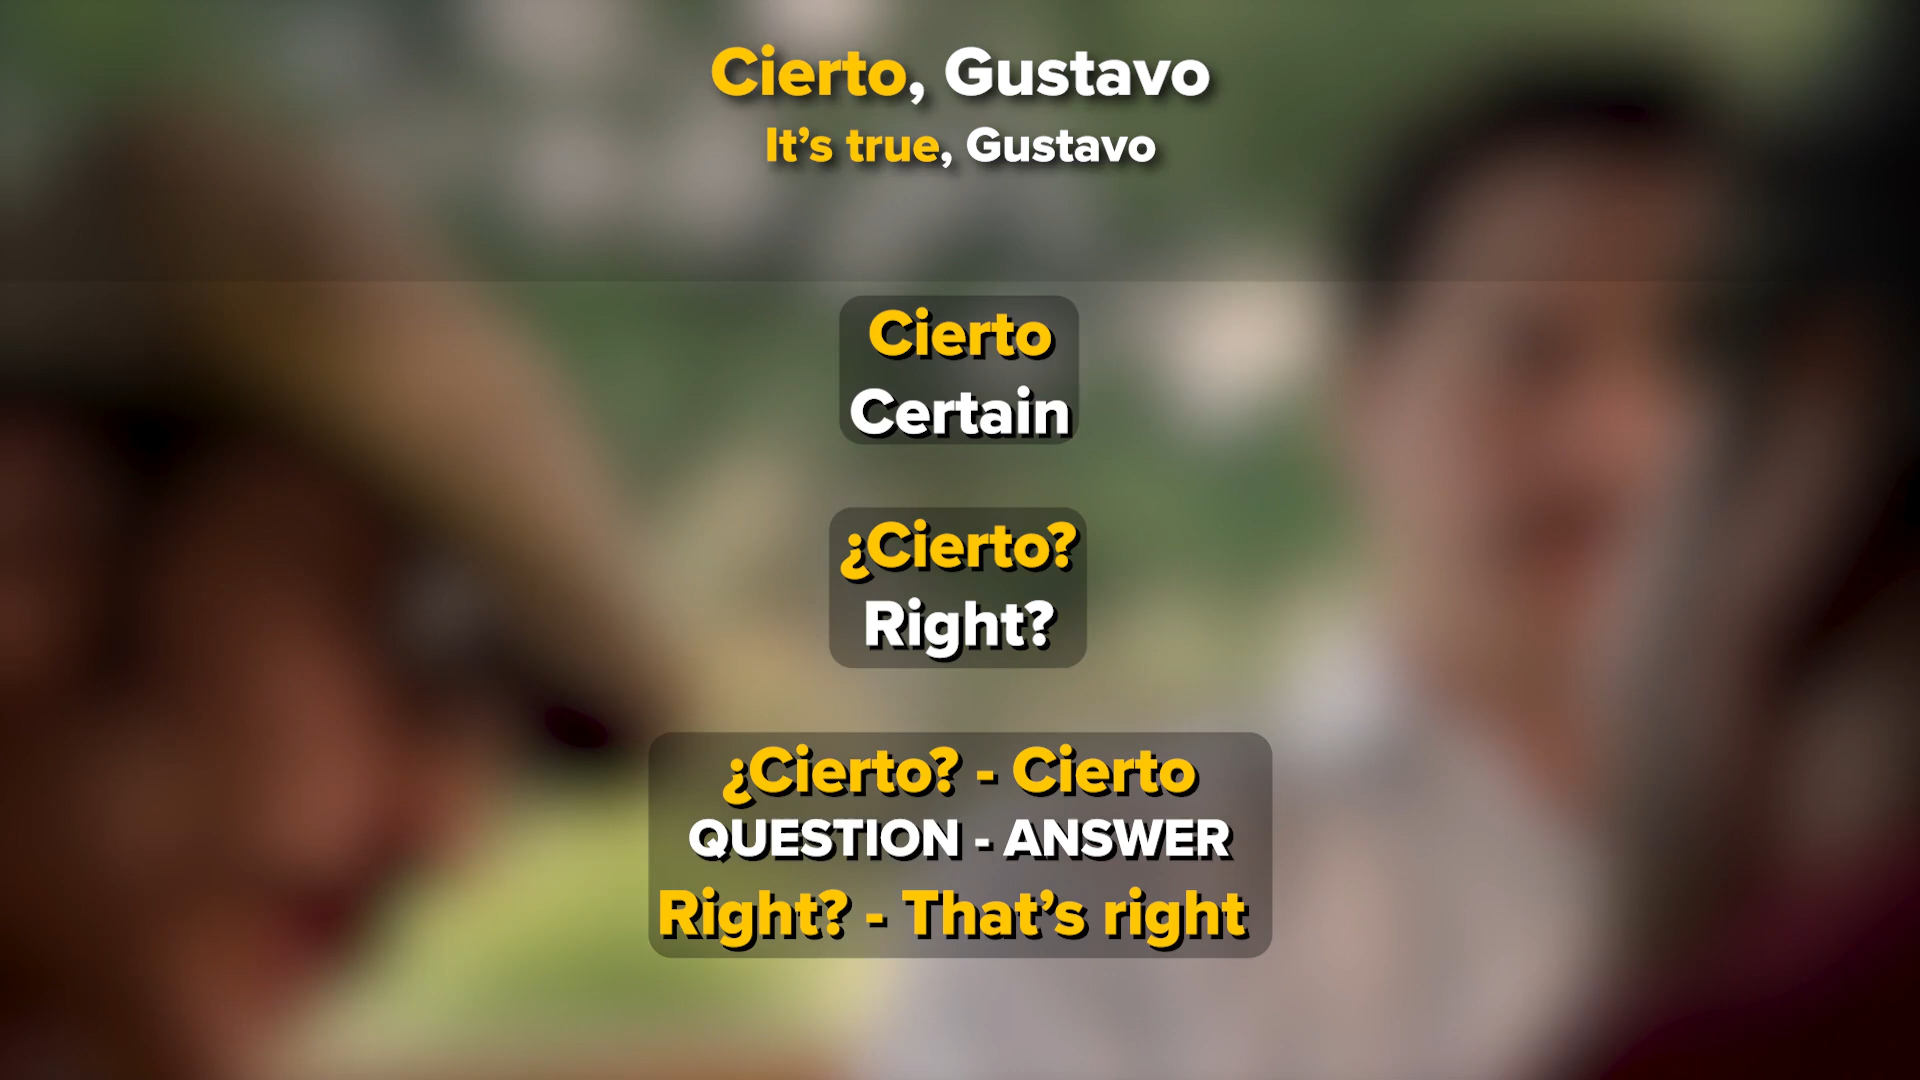 Cierto, Gustavo
It's true, Gustavo
Cierto
Certain
¿Cierto?
Right?
¿Cierto? - Cierto
QUESTION - ANSWER
Right? - That's right